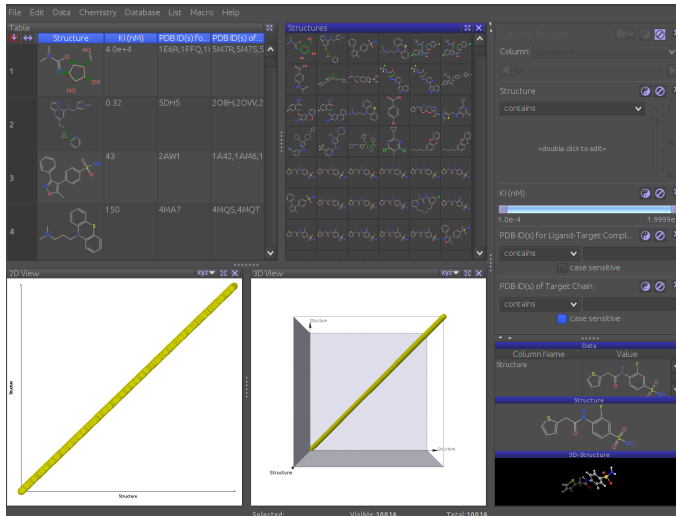 File Edit Data Chemistry Database List Macro Help
Table
Structure Ki (nM) PDB ID(s) fo... PDB ID(s) of...
1 4.0e+4 1E6R,1FFQ,1I 5M7R,5M7S,5
2 0.32 5DH5 2O8H,2OVV,2
3 43 2AW1 1A42,1AM6,1
4 150 4MA7 4MQS,4MQT
Structures
Column:
Structure
contains
<double click to edit>
Ki (nM)
1.0e-4 1.9999e
PDB ID(s) for Ligand-Target Compl...
contains
case sensitive
PDB ID(s) of Target Chain
contains
case sensitive
2D View xyz
Structure
Structure
3D View xyz
Structure
Structure
Structure
Data
Column Name Value
Structure
Structure
3D-Structure
Selected: Visible:10016 Total:10016